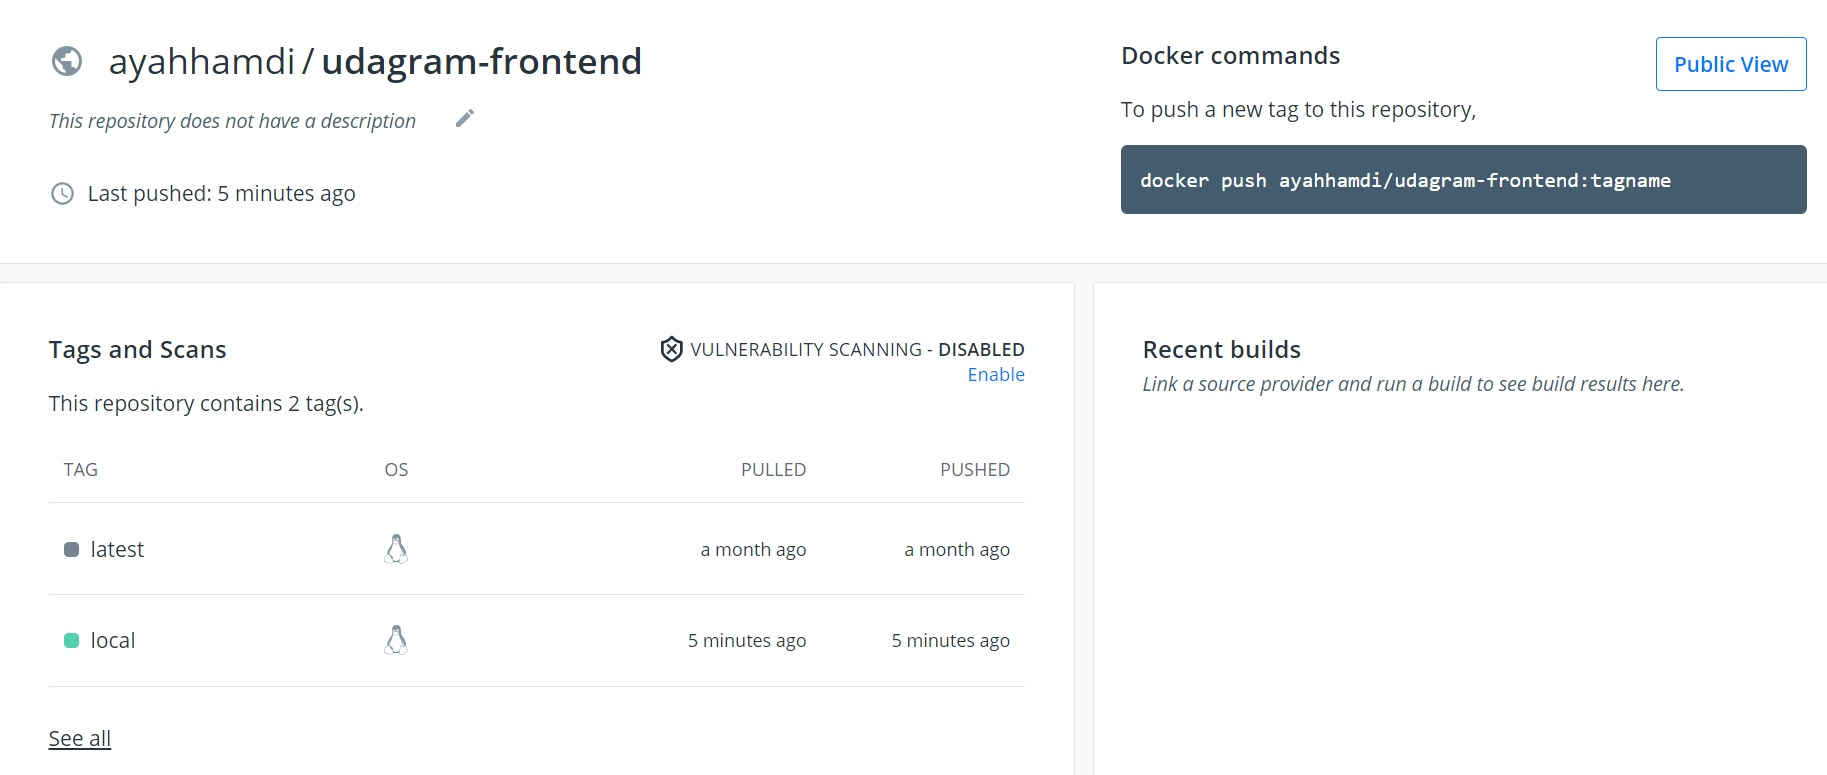 ayahhamdi / udagram-frontend
This repository does not have a description
Last pushed: 5 minutes ago
Docker commands
Public View
To push a new tag to this repository,
docker push ayahhamdi/udagram-frontend:tagname
Tags and Scans
VULNERABILITY SCANNING - DISABLED
Enable
This repository contains 2 tag(s).
TAG OS PULLED PUSHED
latest a month ago a month ago
local 5 minutes ago 5 minutes ago
See all
Recent builds
Link a source provider and run a build to see build results here.